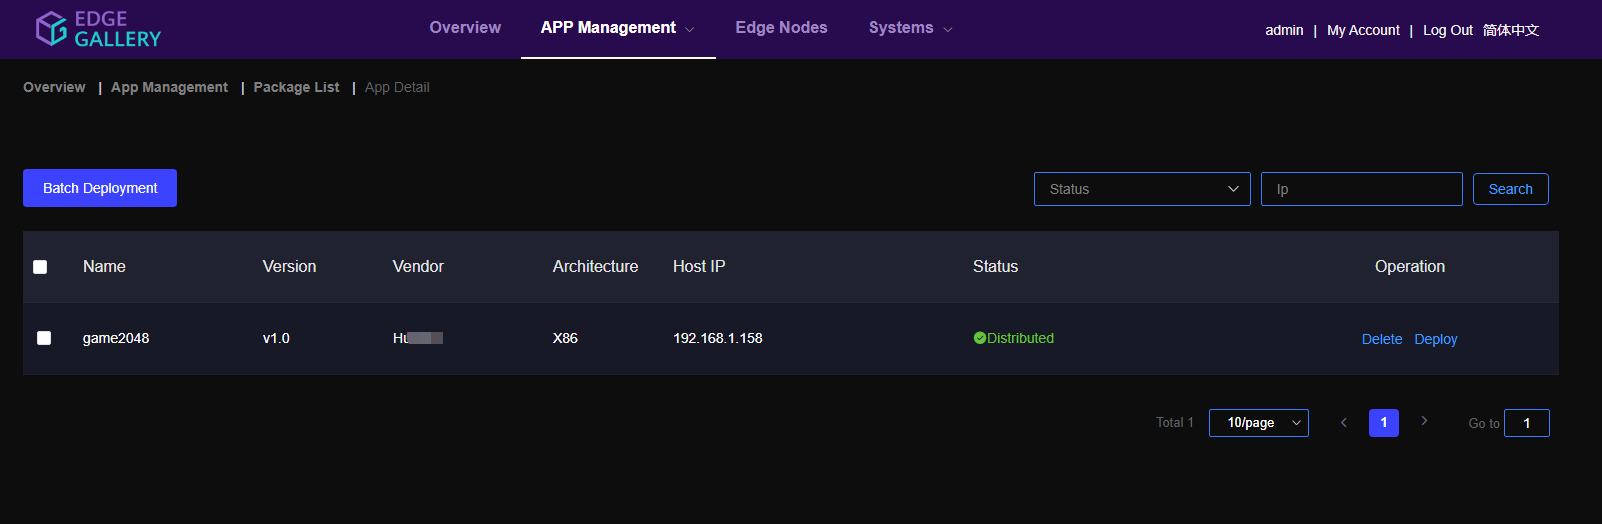 EDGE GALLERY
Overview APP Management Edge Nodes Systems admin | My Account | Log Out 简体中文
Overview | App Management | Package List | App Detail
Batch Deployment Status Ip Search
Name Version Vendor Architecture Host IP Status Operation
game2048 v1.0 X86 192.168.1.158 Distributed Delete Deploy
Total 1 10/page 1 Go to 1